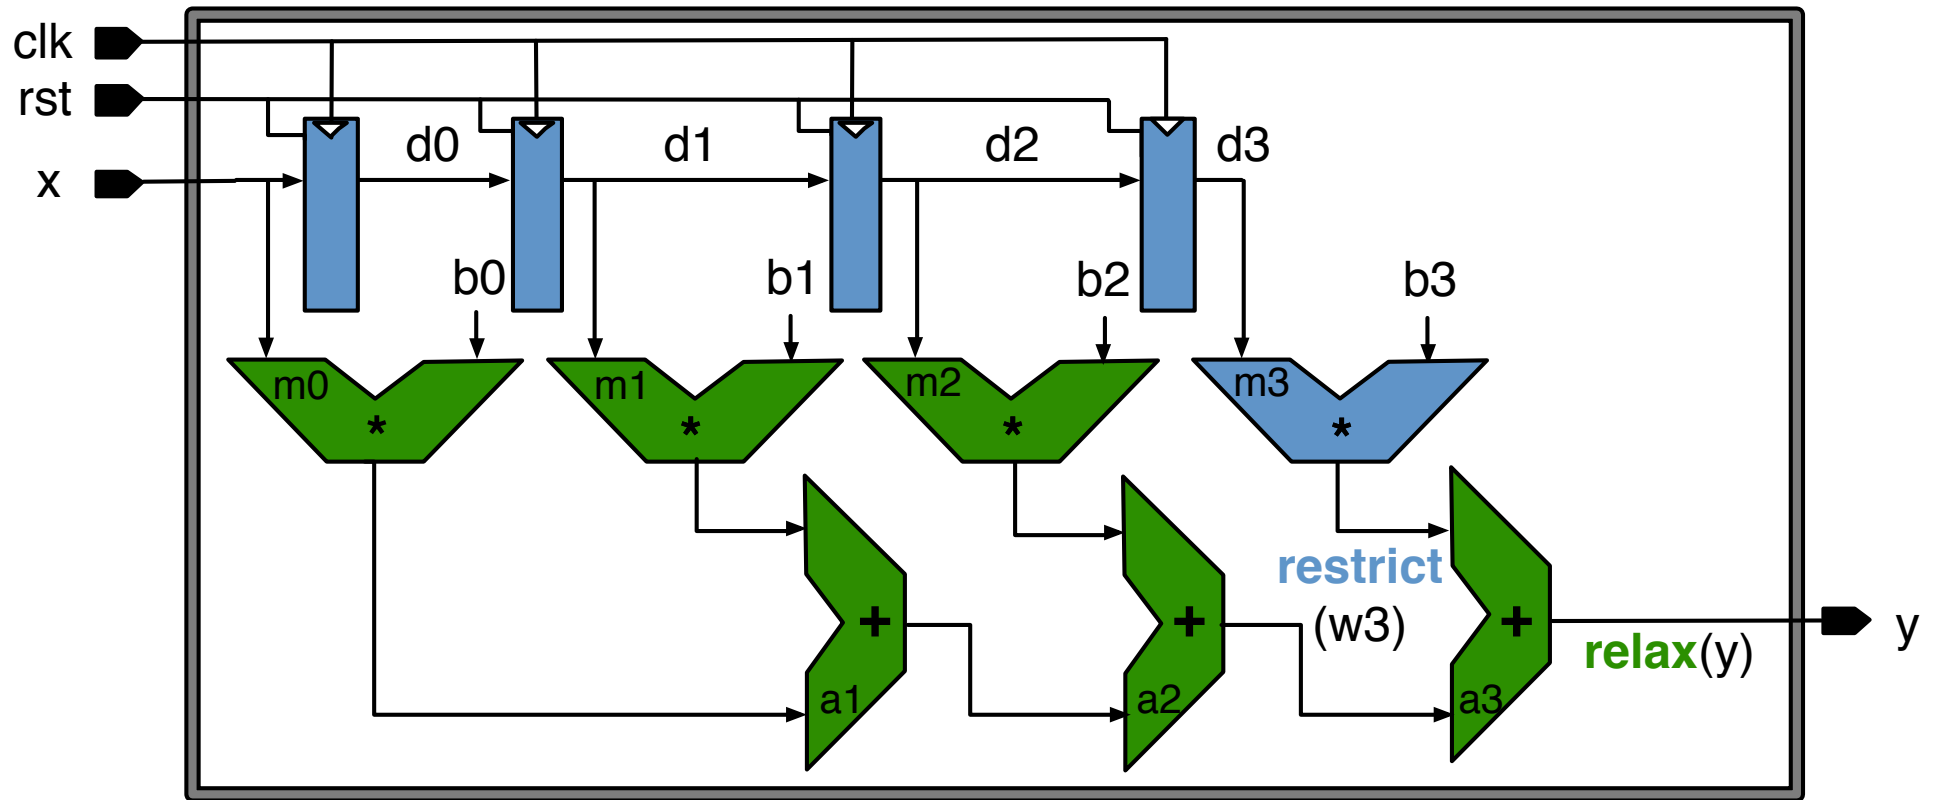 clk
rst
x
d0
d1
d2
d3
b0
b1
b2
b3
m0
m1
m2
m3
*
*
*
*
restrict
(w3)
+
+
+
relax(y)
y
a1
a2
a3